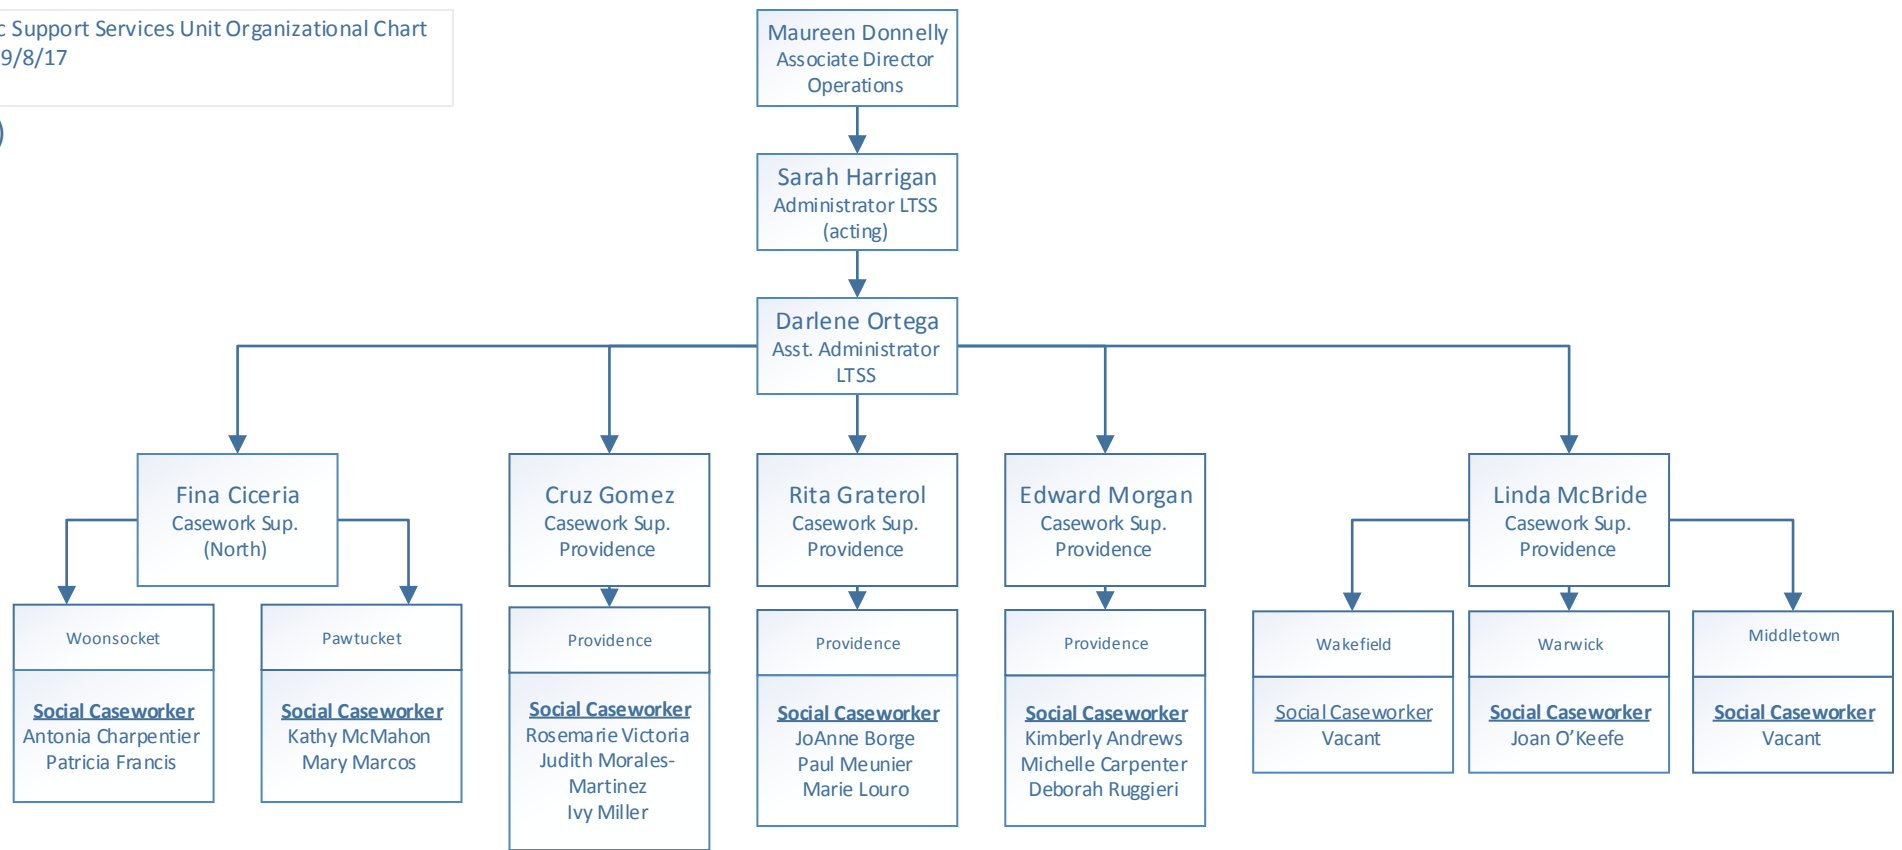 c Support Services Unit Organizational Chart
9/8/17
)
Maureen Donnelly
Associate Director
Operations
Sarah Harrigan
Administrator LTSS
(acting)
Darlene Ortega
Asst. Administrator
LTSS
Fina Ciceria
Casework Sup.
(North)
Cruz Gomez
Casework Sup.
Providence
Rita Graterol
Casework Sup.
Providence
Edward Morgan
Casework Sup.
Providence
Linda McBride
Casework Sup.
Providence
Woonsocket
Social Caseworker
Antonia Charpentier
Patricia Francis
Pawtucket
Social Caseworker
Kathy McMahon
Mary Marcos
Providence
Social Caseworker
Rosemarie Victoria
Judith Morales-
Martinez
Ivy Miller
Providence
Social Caseworker
JoAnne Borge
Paul Meunier
Marie Louro
Providence
Social Caseworker
Kimberly Andrews
Michelle Carpenter
Deborah Ruggieri
Wakefield
Social Caseworker
Vacant
Warwick
Social Caseworker
Joan O’Keefe
Middletown
Social Caseworker
Vacant